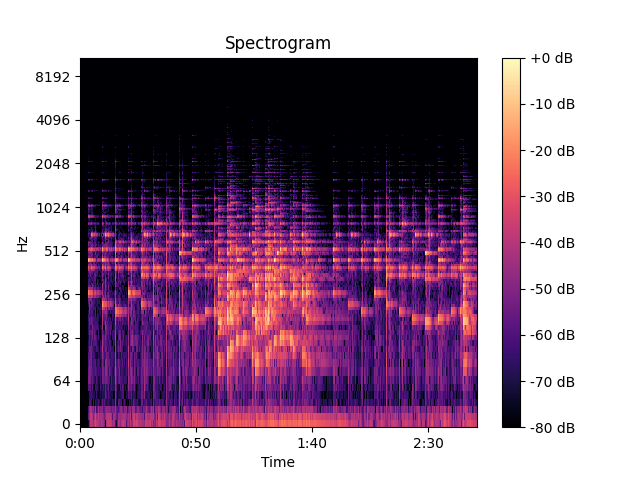 Spectrogram
8192
4096
2048
1024
512
256
128
64
0
Hz
0:00
0:50
1:40
2:30
Time
+0 dB
-10 dB
-20 dB
-30 dB
-40 dB
-50 dB
-60 dB
-70 dB
-80 dB